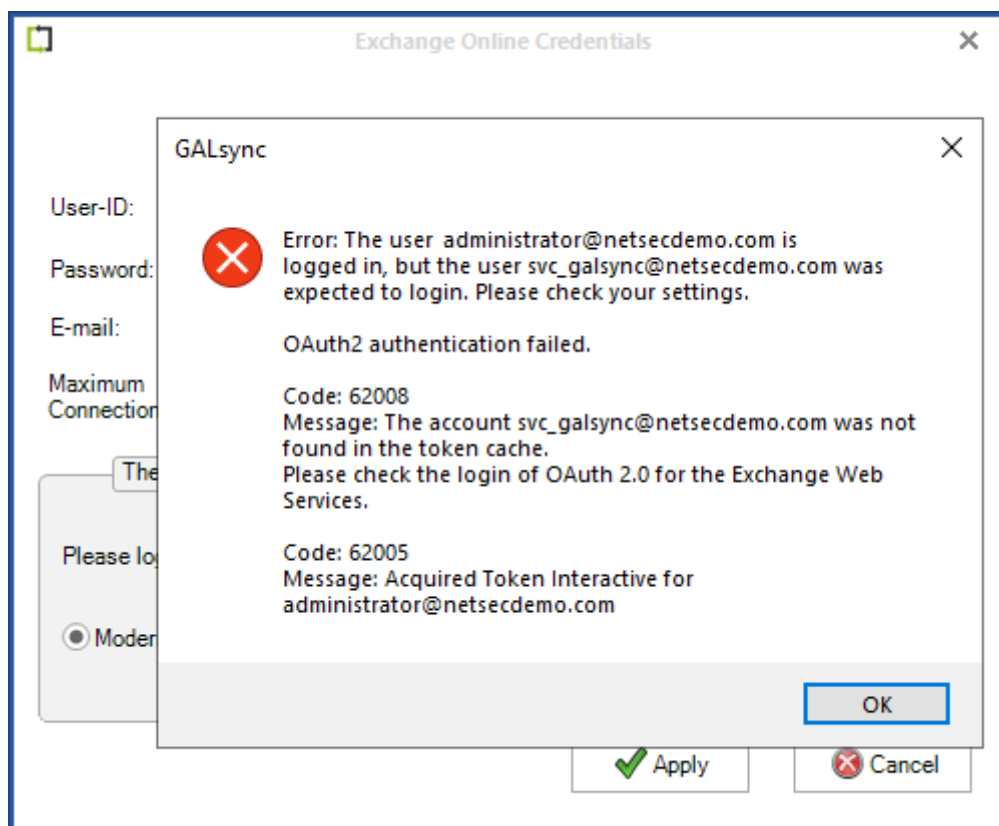 Exchange Online Credentials
GALsync
User-ID:
Password:
E-mail:
Maximum
Connection
The
Please lo
Moder
Error: The user administrator@netsecdemo.com is
logged in, but the user svc_galsync@netsecdemo.com was
expected to login. Please check your settings.
OAuth2 authentication failed.
Code: 62008
Message: The account svc_galsync@netsecdemo.com was not
found in the token cache.
Please check the login of OAuth 2.0 for the Exchange Web
Services.
Code: 62005
Message: Acquired Token Interactive for
administrator@netsecdemo.com
OK
Apply
Cancel